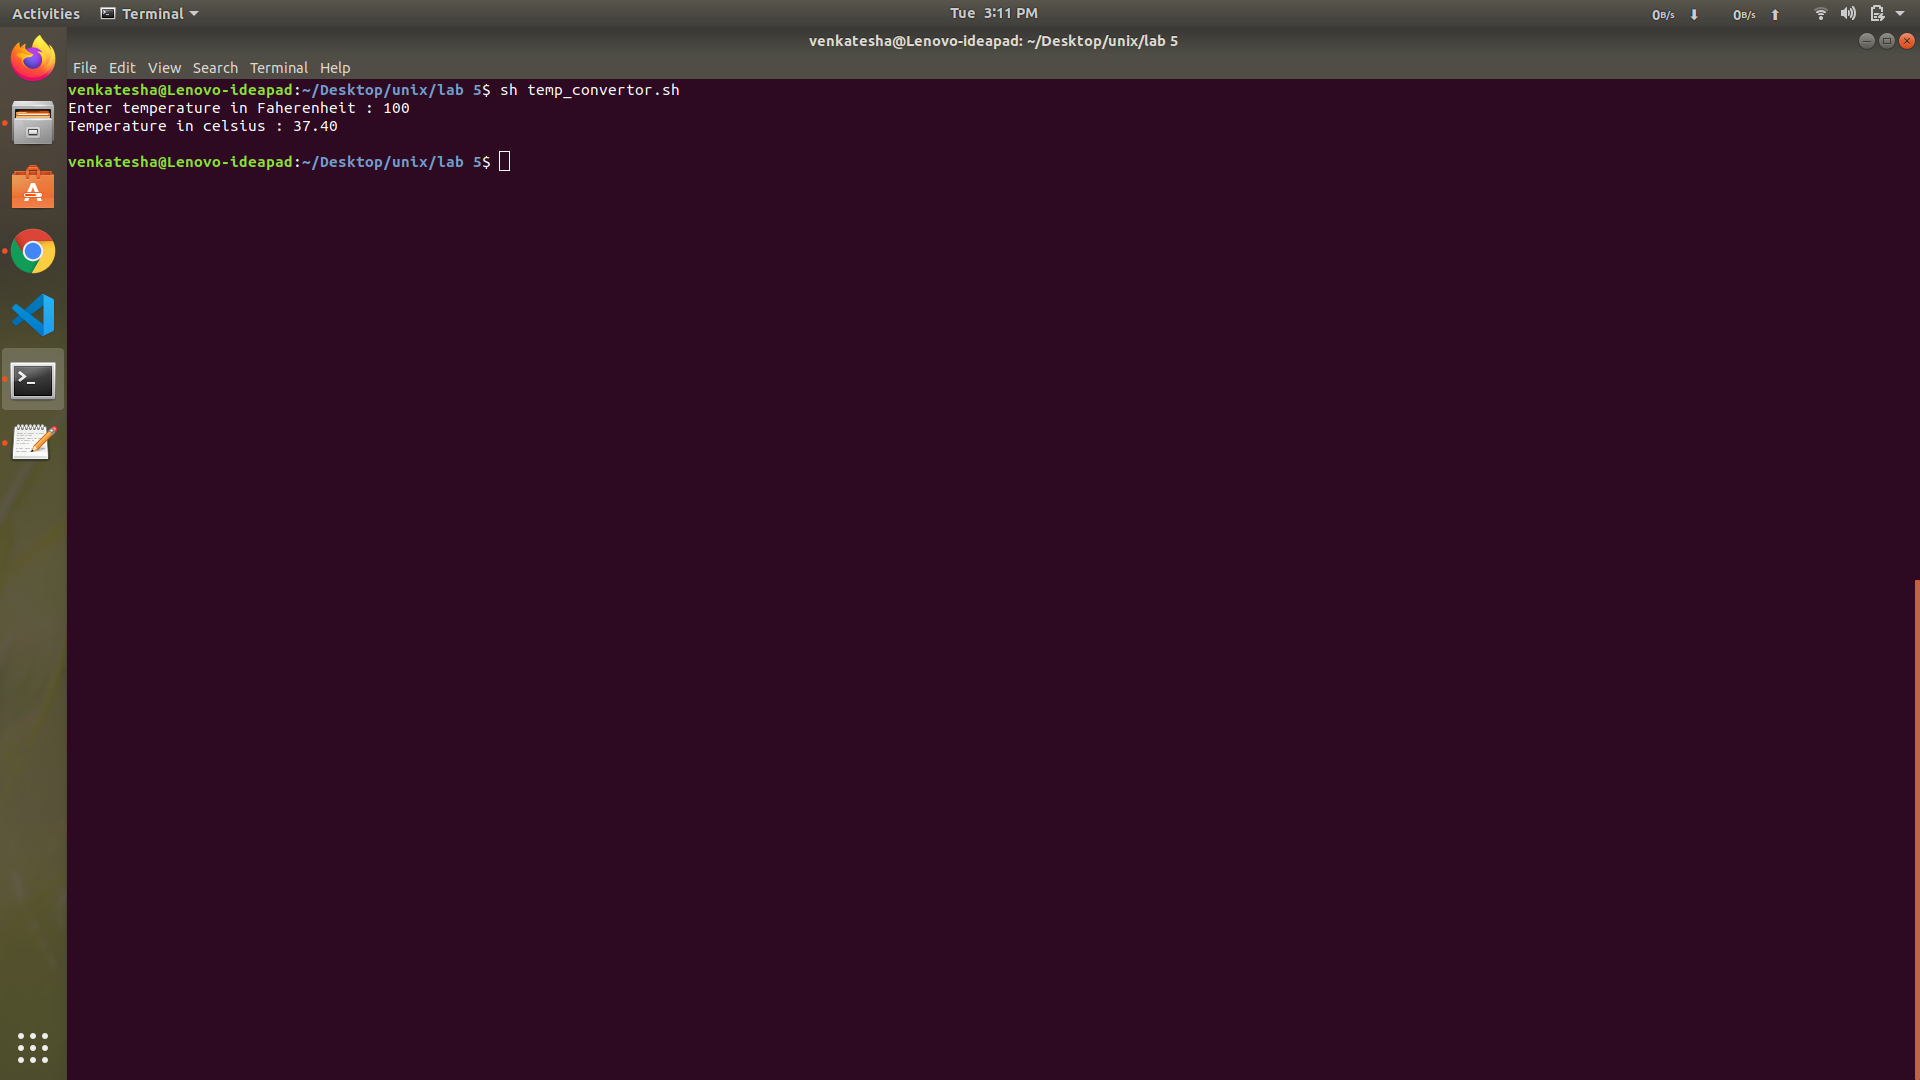 Activities Terminal Tue 3:11 PM 0B/s 0B/s
venkatesha@Lenovo-ideapad: ~/Desktop/unix/lab 5
File Edit View Search Terminal Help
venkatesha@Lenovo-ideapad:~/Desktop/unix/lab 5$ sh temp_convertor.sh
Enter temperature in Faherenheit : 100
Temperature in celsius : 37.40
venkatesha@Lenovo-ideapad:~/Desktop/unix/lab 5$